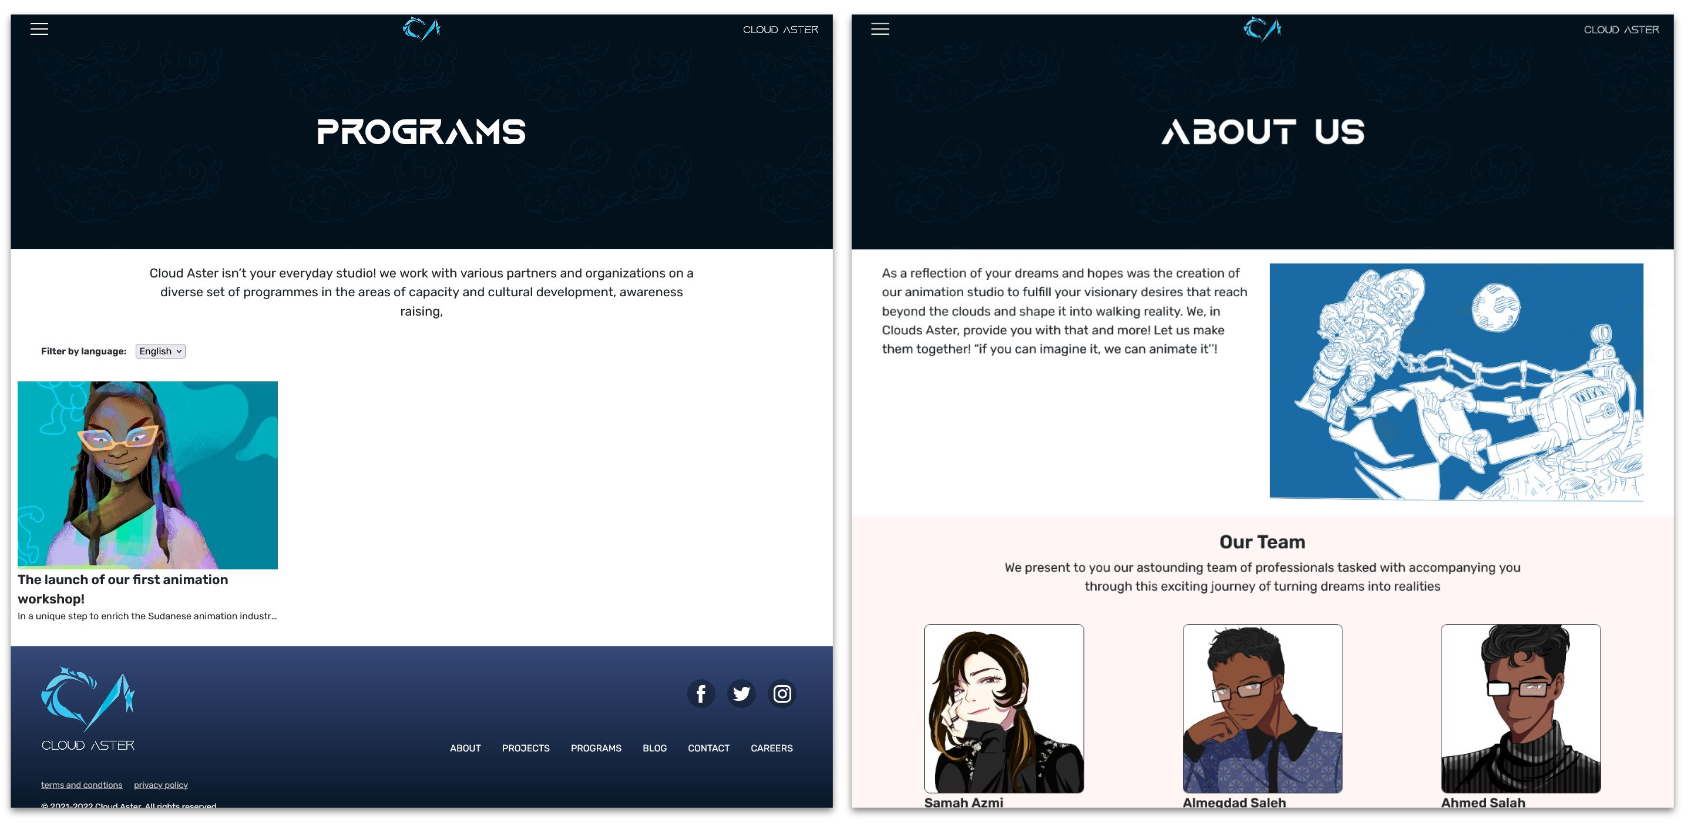 CLOUD ASTER
PROGRAMS
Cloud Aster isn't your everyday studio! we work with various partners and organizations on a
diverse set of programmes in the areas of capacity and cultural development, awareness
raising,
Filter by language: English
The launch of our first animation
workshop!
In a unique step to enrich the Sudanese animation industr...
CLOUD ASTER
ABOUT PROJECTS PROGRAMS BLOG CONTACT CAREERS
terms and condtions privacy policy
© 2021-2022 Cloud Aster. All rights reserved
CLOUD ASTER
ABOUT US
As a reflection of your dreams and hopes was the creation of
our animation studio to fulfill your visionary desires that reach
beyond the clouds and shape it into walking reality. We, in
Clouds Aster, provide you with that and more! Let us make
them together! "if you can imagine it, we can animate it''!
Our Team
We present to you our astounding team of professionals tasked with accompanying you
through this exciting journey of turning dreams into realities
Samah Azmi Almeqdad Saleh Ahmed Salah